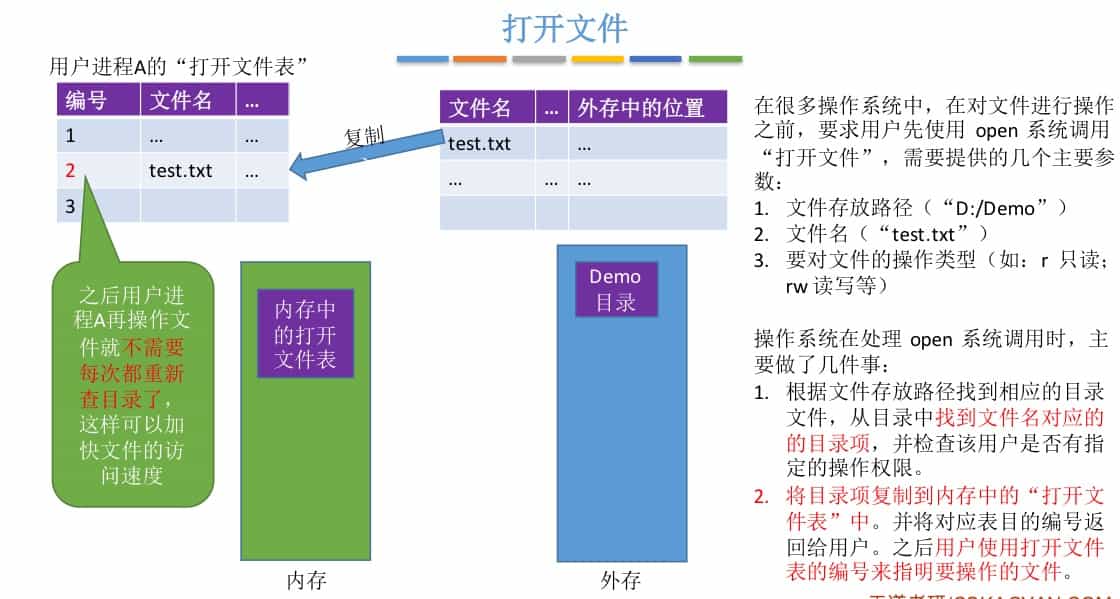 打开文件
用户进程A的“打开文件表”
编号 文件名 …
1 … …
2 test.txt …
3
复制
文件名 … 外存中的位置
test.txt …
… … …
之后用户进
程A再操作文
件就不需要
每次都重新
查目录了，
这样可以加
快文件的访
问速度
内存中
的打开
文件表
内存
Demo
目录
外存
在很多操作系统中，在对文件进行操作
之前，要求用户先使用 open 系统调用
“打开文件”，需要提供的几个主要参
数：
1. 文件存放路径（“D:/Demo”）
2. 文件名（“test.txt”）
3. 要对文件的操作类型（如：r 只读；
rw 读写等）
操作系统在处理 open 系统调用时，主
要做了几件事：
1. 根据文件存放路径找到相应的目录
文件，从目录中找到文件名对应的
的目录项，并检查该用户是否有指
定的操作权限。
2. 将目录项复制到内存中的“打开文
件表”中。并将对应表目的编号返
回给用户。之后用户使用打开文件
表的编号来指明要操作的文件。